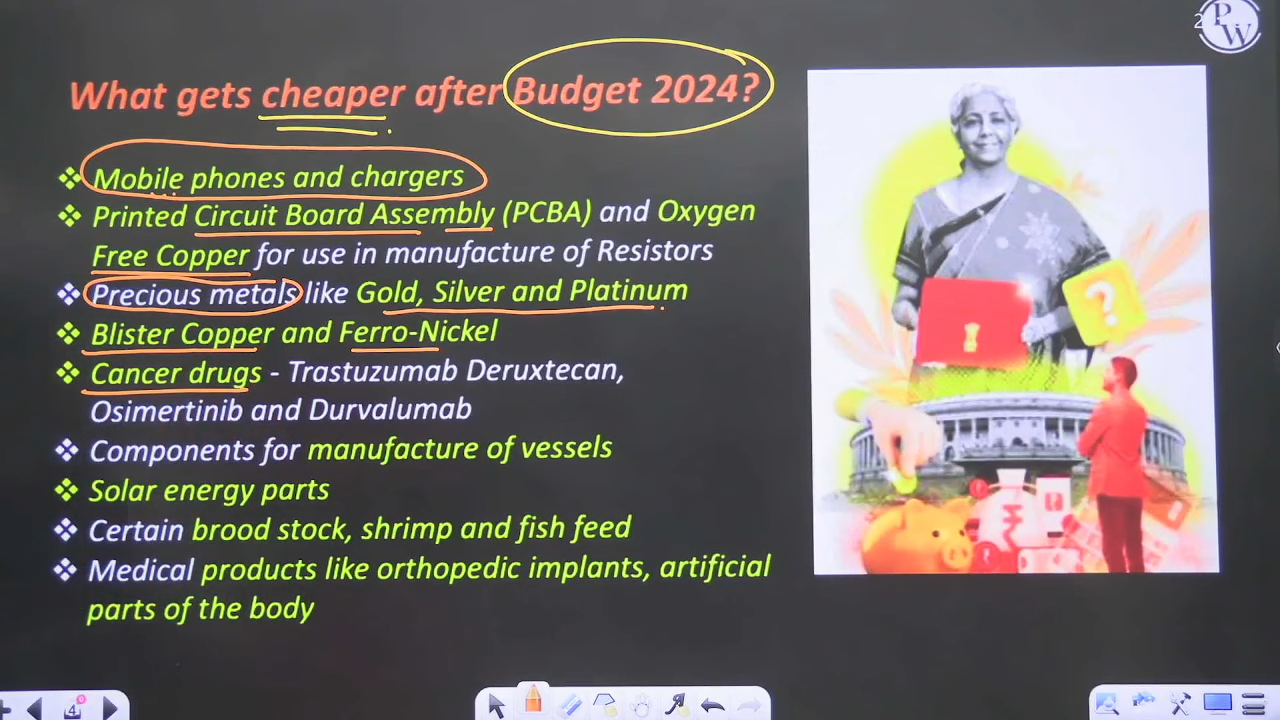 PW
What gets cheaper after Budget 2024?
Mobile phones and chargers
Printed Circuit Board Assembly (PCBA) and Oxygen
Free Copper for use in manufacture of Resistors
Precious metals like Gold, Silver and Platinum
Blister Copper and Ferro-Nickel
Cancer drugs - Trastuzumab Deruxtecan,
Osimertinib and Durvalumab
Components for manufacture of vessels
Solar energy parts
Certain brood stock, shrimp and fish feed
Medical products like orthopedic implants, artificial
parts of the body
?
₹
4